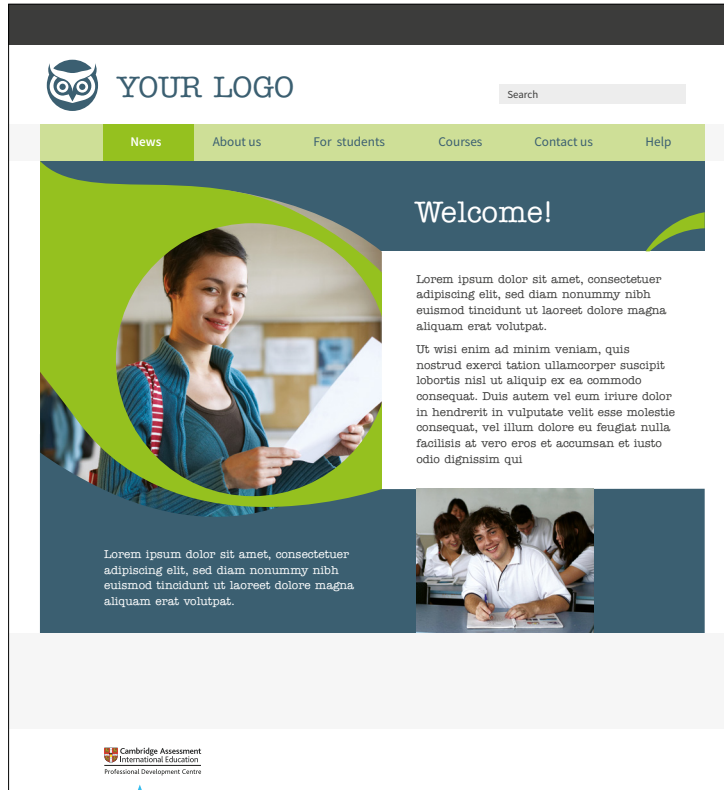 YOUR LOGO
Search
News About us For students Courses Contact us Help
Welcome!
Lorem ipsum dolor sit amet, consectetuer
adipiscing elit, sed diam nonummy nibh
euismod tincidunt ut laoreet dolore magna
aliquam erat volutpat.
Ut wisi enim ad minim veniam, quis
nostrud exerci tation ullamcorper suscipit
lobortis nisl ut aliquip ex ea commodo
consequat. Duis autem vel eum iriure dolor
in hendrerit in vulputate velit esse molestie
consequat, vel illum dolore eu feugiat nulla
facilisis at vero eros et accumsan et iusto
odio dignissim qui
Lorem ipsum dolor sit amet, consectetuer
adipiscing elit, sed diam nonummy nibh
euismod tincidunt ut laoreet dolore magna
aliquam erat volutpat.
Cambridge Assessment
International Education
Professional Development Centre